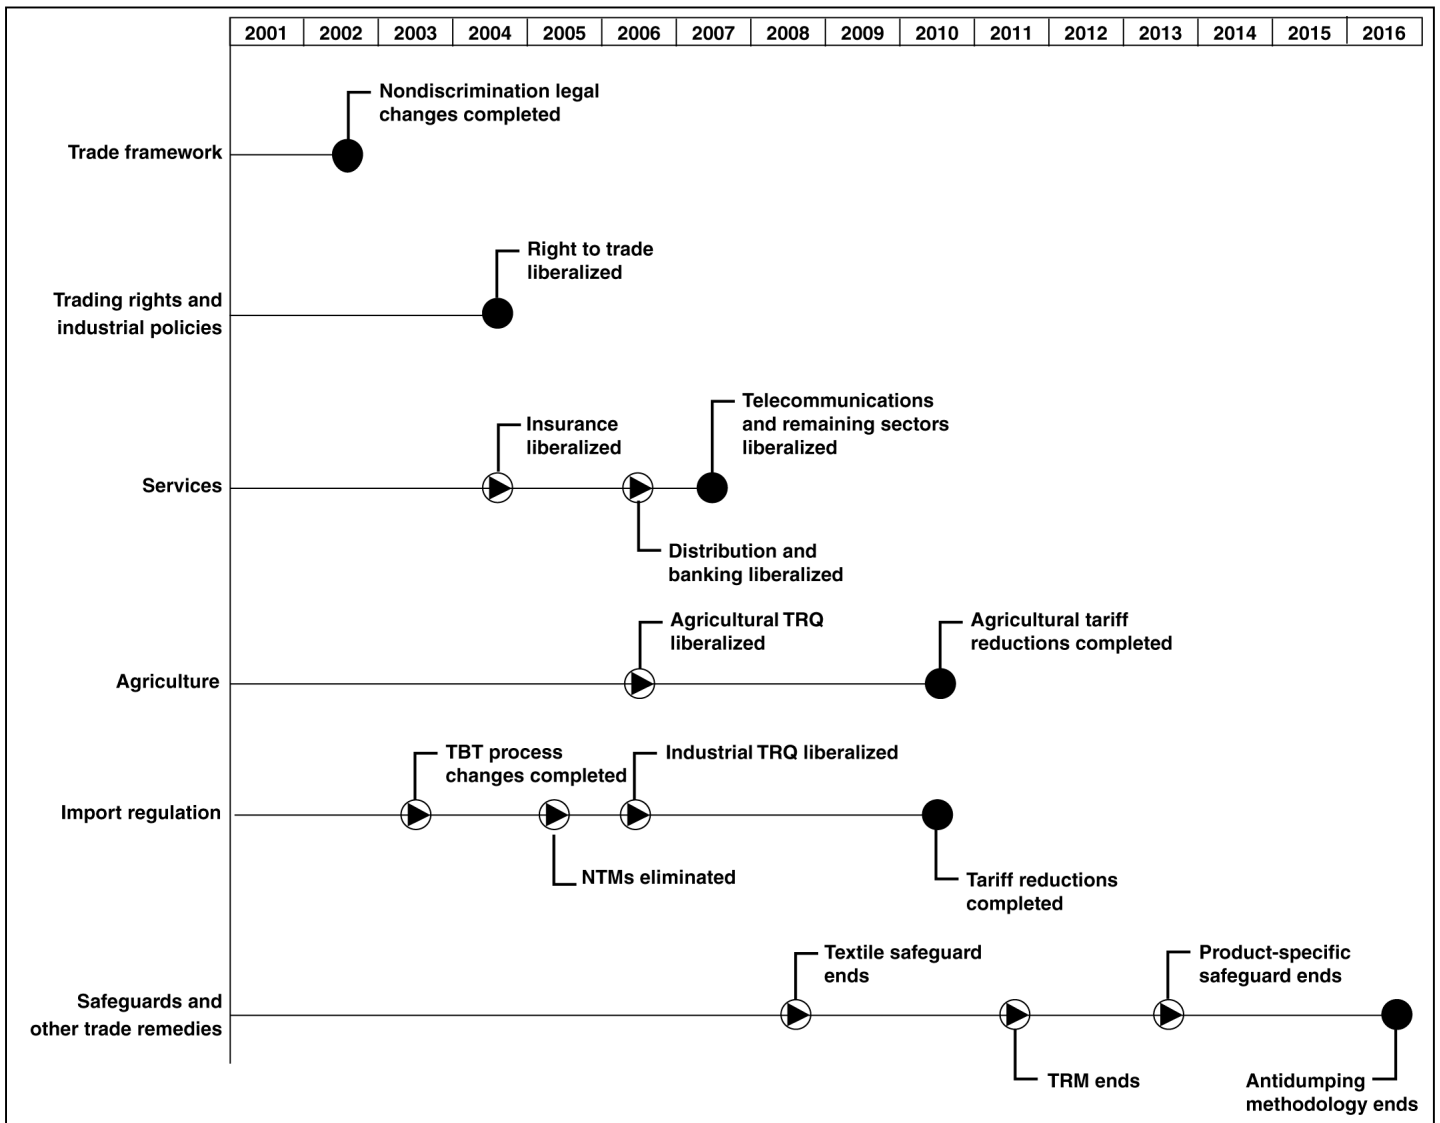 2001 2002 2003 2004 2005 2006 2007 2008 2009 2010 2011 2012 2013 2014 2015 2016
Nondiscrimination legal
changes completed
Trade framework
Right to trade
liberalized
Trading rights and
industrial policies
Telecommunications
and remaining sectors
liberalized
Insurance
liberalized
Services
Distribution and
banking liberalized
Agricultural TRQ
liberalized
Agricultural tariff
reductions completed
Agriculture
TBT process
changes completed
Industrial TRQ liberalized
Import regulation
NTMs eliminated
Tariff reductions
completed
Textile safeguard
ends
Product-specific
safeguard ends
Safeguards and
other trade remedies
TRM ends
Antidumping
methodology ends